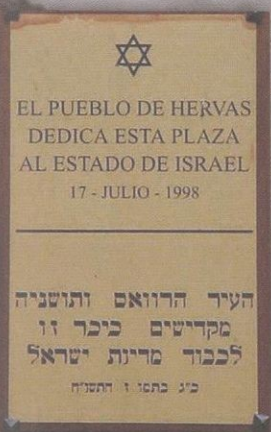 EL PUEBLO DE HERVAS
DEDICA ESTA PLAZA
AL ESTADO DE ISRAEL
17 - JULIO - 1998
העיר הרוואס ותושניה
מקדישים כיכר זו
לכבוד מדינת ישראל
כ״ג בתמוז התשנ״ח